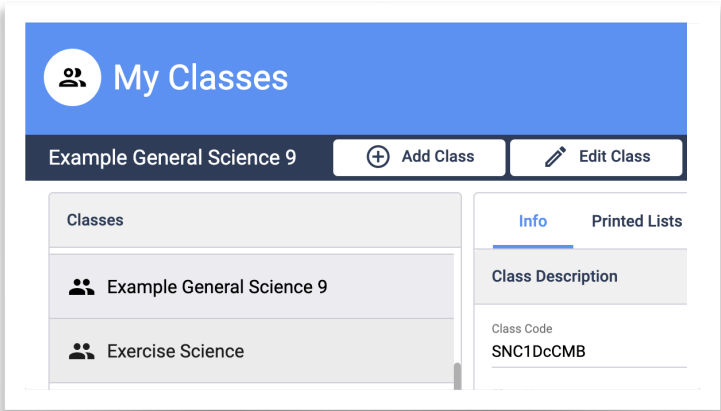 My Classes
Example General Science 9
Add Class
Edit Class
Classes
Info
Printed Lists
Example General Science 9
Class Description
Class Code
Exercise Science
SNC1DcCMB